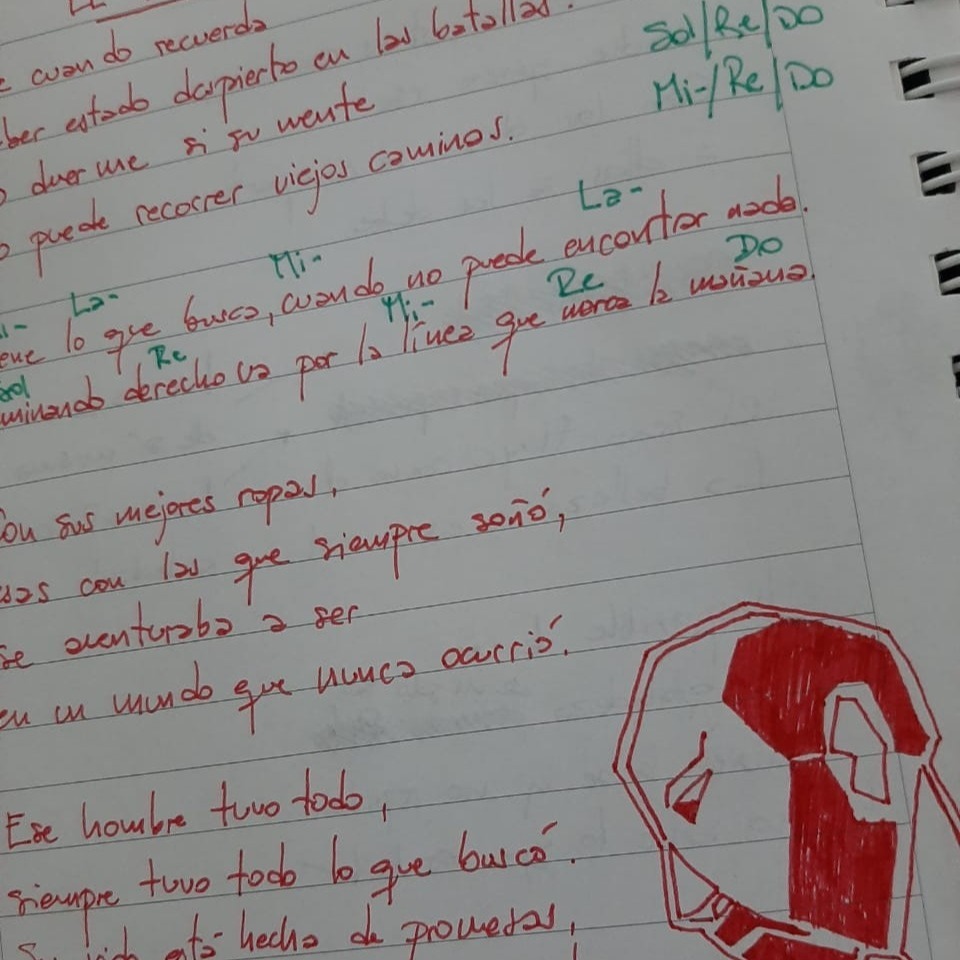 cuando recuerda
ber estado despierto en las batallas.
Sol/Re/DO
duerme si su mente
Mi-/Re/DO
puede recorrer viejos caminos.
La- Mi- La-
ene lo que busca, cuando no puede encontrar nada.
Sol Re Mi- Re DO
minando derecho va por la línea que marca la mañana.
Con sus mejores ropas,
sas con las que siempre soñó,
se aventuraba a ser
en un mundo que nunca ocurrió.
Ese hombre tuvo todo,
siempre tuvo todo lo que buscó.
está hecha de promesas,